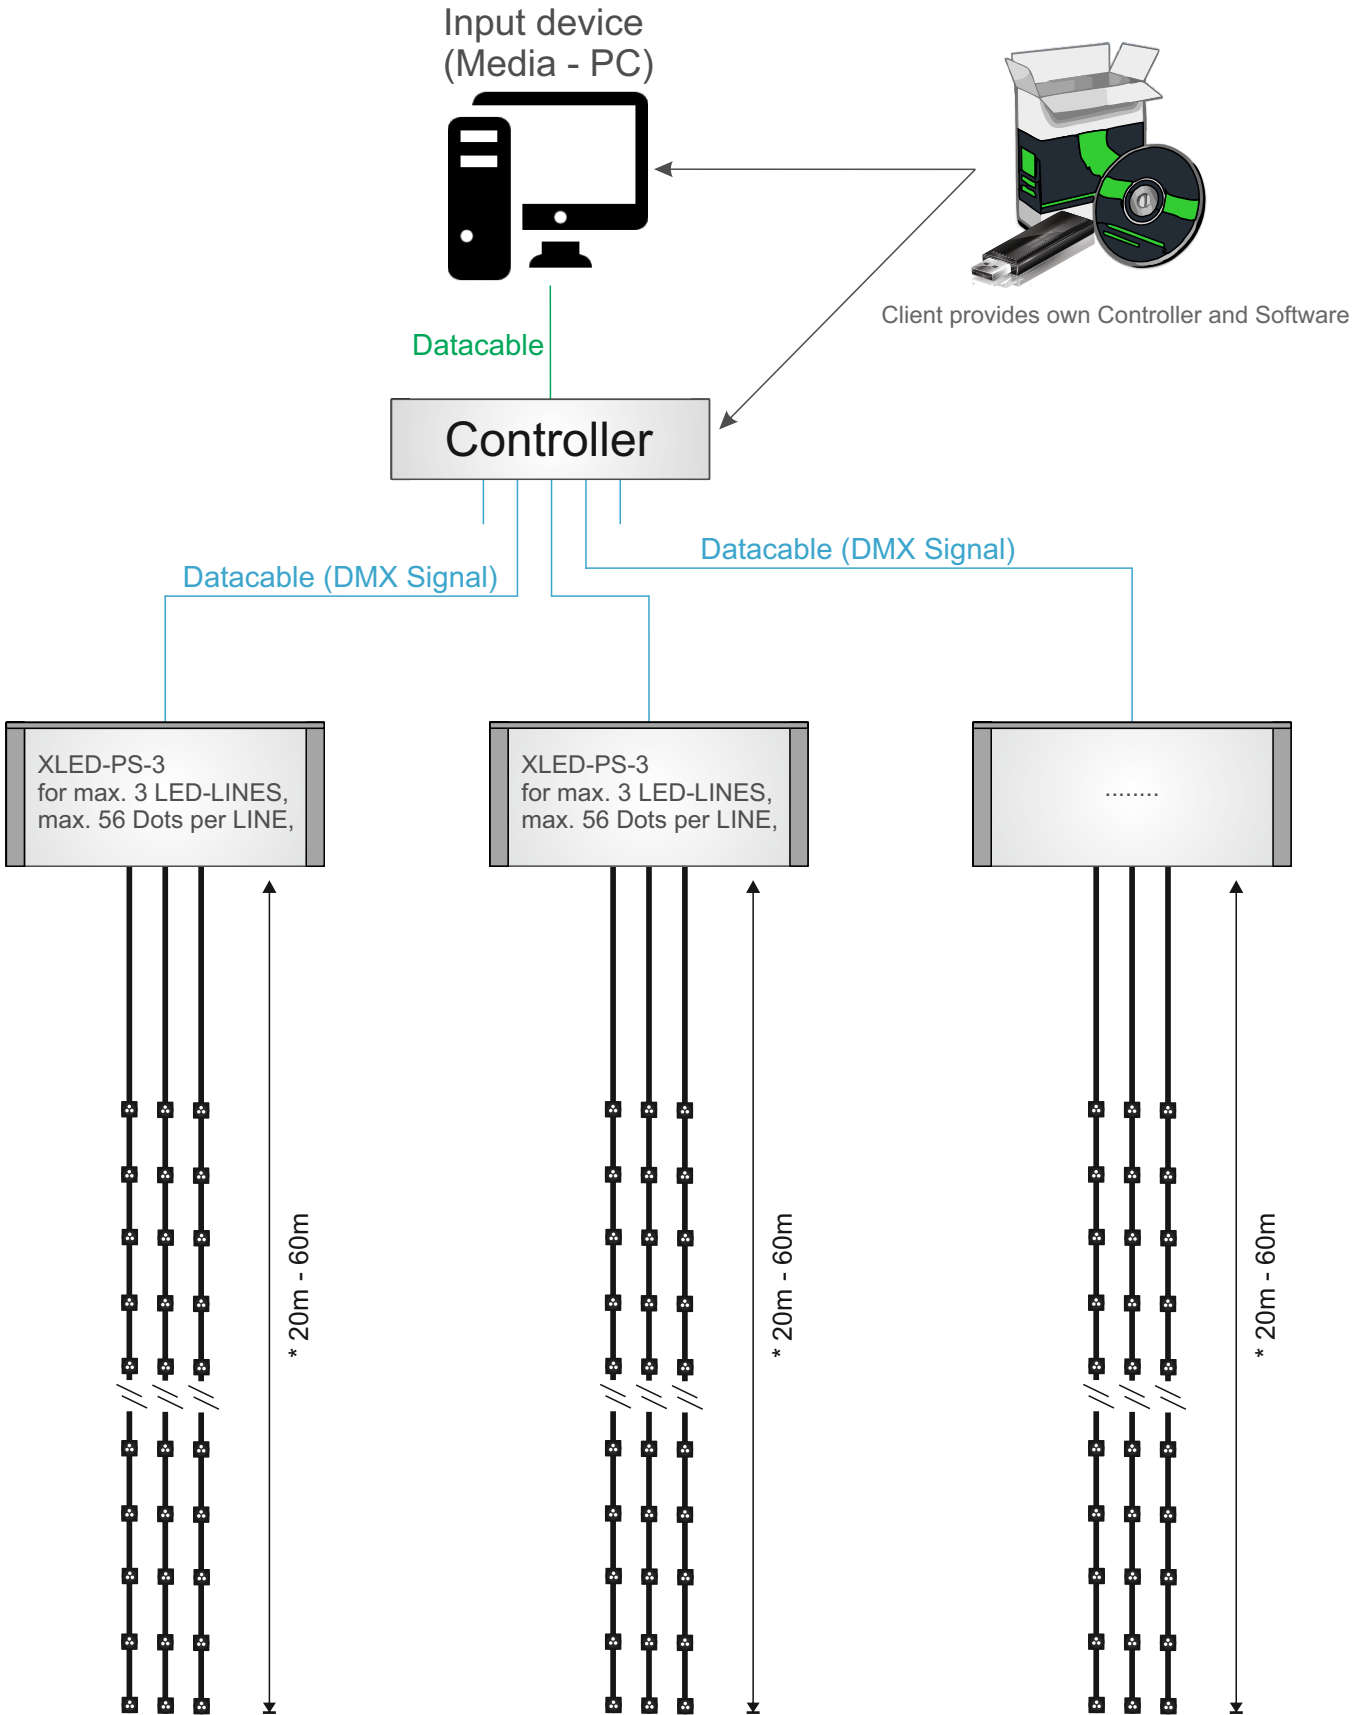 Input device
(Media - PC)
Client provides own Controller and Software
Datacable
Controller
Datacable (DMX Signal)
Datacable (DMX Signal)
XLED-PS-3
for max. 3 LED-LINES,
max. 56 Dots per LINE,
XLED-PS-3
for max. 3 LED-LINES,
max. 56 Dots per LINE,
........
* 20m - 60m
* 20m - 60m
* 20m - 60m